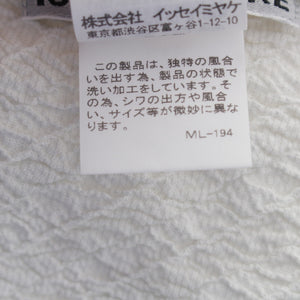 株式会社 イッセイミヤケ
東京都渋谷区富ヶ谷1-12-10
この製品は、独特の風合
いを出す為、製品の状態で
洗い加工をしています。そ
の為、シワの出方や風合
い、サイズ等が微妙に異な
ります。
ML-194